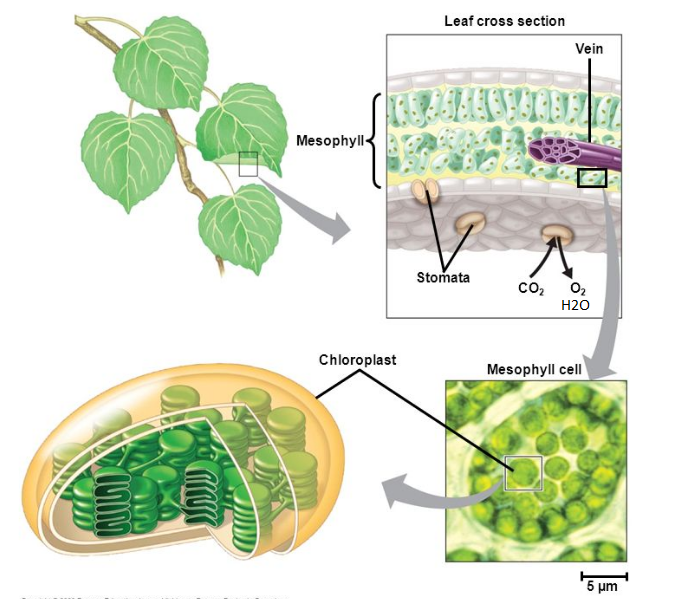 Leaf cross section
Vein
Mesophyll
Stomata
CO₂ O₂
H2O
Chloroplast
Mesophyll cell
5 µm